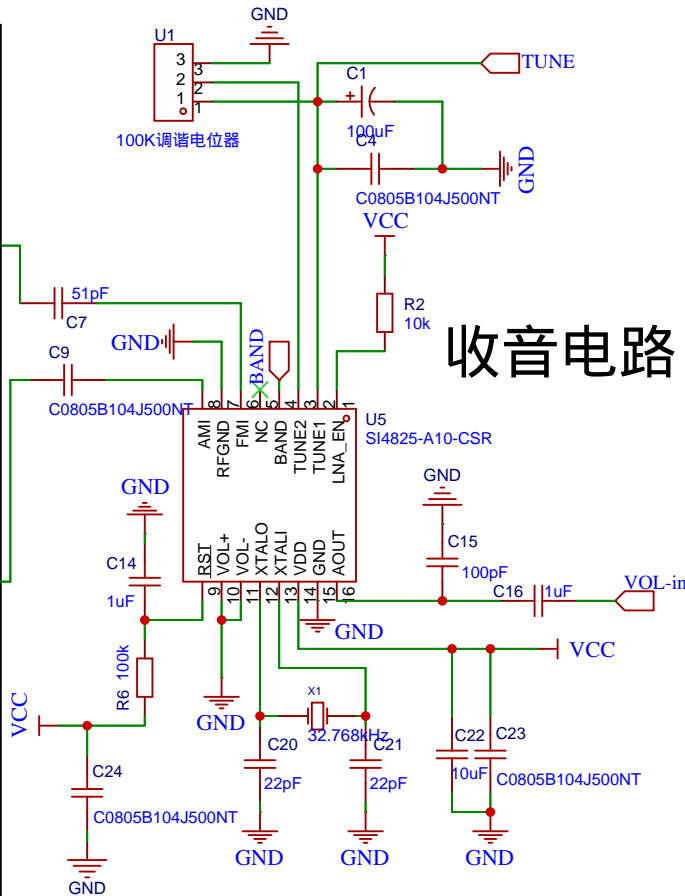 GND
U1
3
3
2
2
1
1
100K调谐电位器
TUNE
C1
100uF
C4
C0805B104J500NT
GND
VCC
R2
10k
51pF
C7
GND
BAND
收音电路
C9
C0805B104J500NT
8
7
6
5
4
3
2
1
U5
SI4825-A10-CSR
AMI
RFGND
FMI
NC
BAND
TUNE2
TUNE1
LNA_EN
RST
VOL+
VOL-
XTALO
XTALI
VDD
GND
AOUT
9
10
11
12
13
14
15
16
GND
C14
1uF
GND
C15
100pF
C16
1uF
VOL-in
GND
R6
100k
VCC
VCC
GND
X1
32.768kHz
C20
22pF
C21
22pF
C22
10uF
C23
C0805B104J500NT
C24
C0805B104J500NT
GND
GND
GND
GND